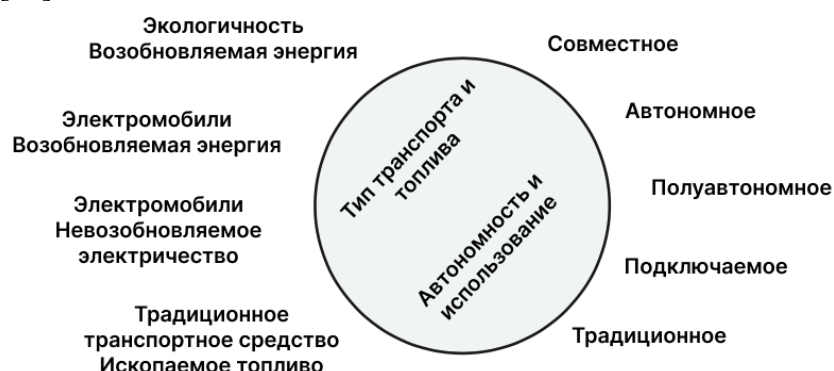 Экологичность
Возобновляемая энергия
Электромобили
Возобновляемая энергия
Электромобили
Невозобновляемое
электричество
Традиционное
транспортное средство
Ископаемое топливо
Тип транспорта и
топлива
Автономность и
использование
Совместное
Автономное
Полуавтономное
Подключаемое
Традиционное